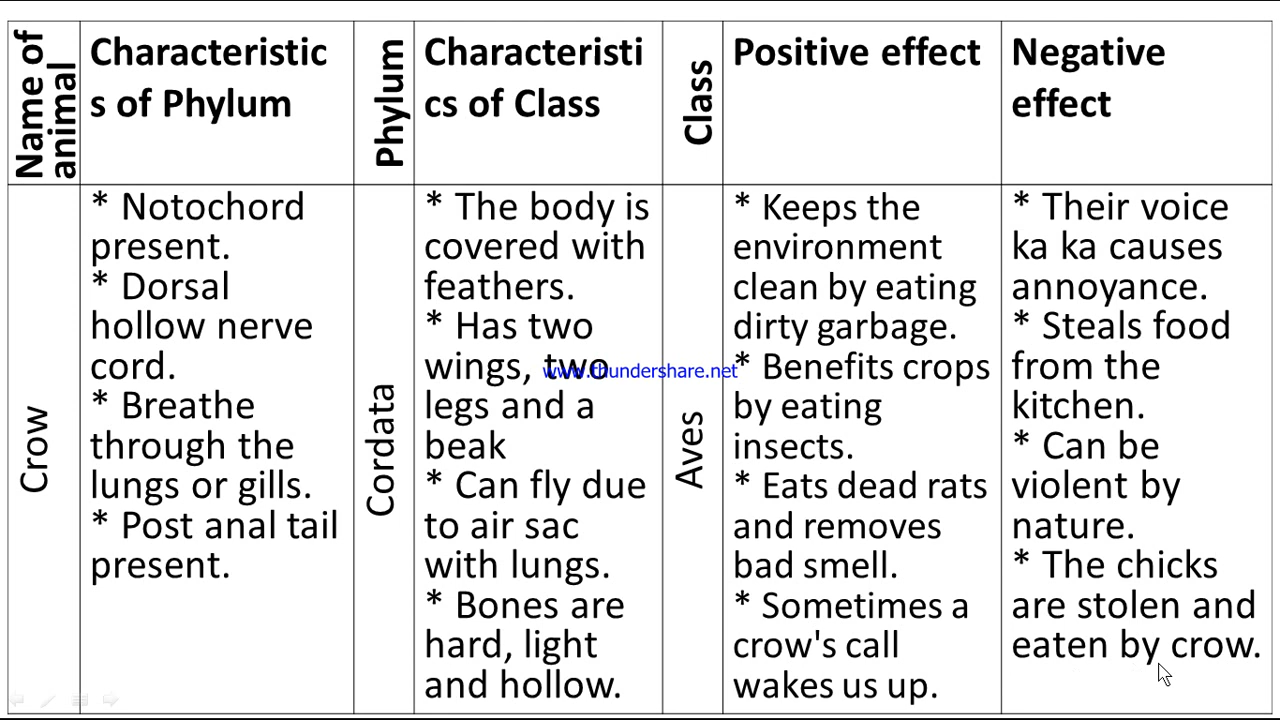 Name of
animal
Characteristic
s of Phylum
Phylum
Characteristi
cs of Class
Class
Positive effect
Negative
effect
Crow
* Notochord
present.
* Dorsal
hollow nerve
cord.
* Breathe
through the
lungs or gills.
* Post anal tail
present.
Cordata
* The body is
covered with
feathers.
* Has two
wings, two
legs and a
beak
* Can fly due
to air sac
with lungs.
* Bones are
hard, light
and hollow.
Aves
* Keeps the
environment
clean by eating
dirty garbage.
* Benefits crops
by eating
insects.
* Eats dead rats
and removes
bad smell.
* Sometimes a
crow's call
wakes us up.
* Their voice
ka ka causes
annoyance.
* Steals food
from the
kitchen.
* Can be
violent by
nature.
* The chicks
are stolen and
eaten by crow.
www.thundershare.net